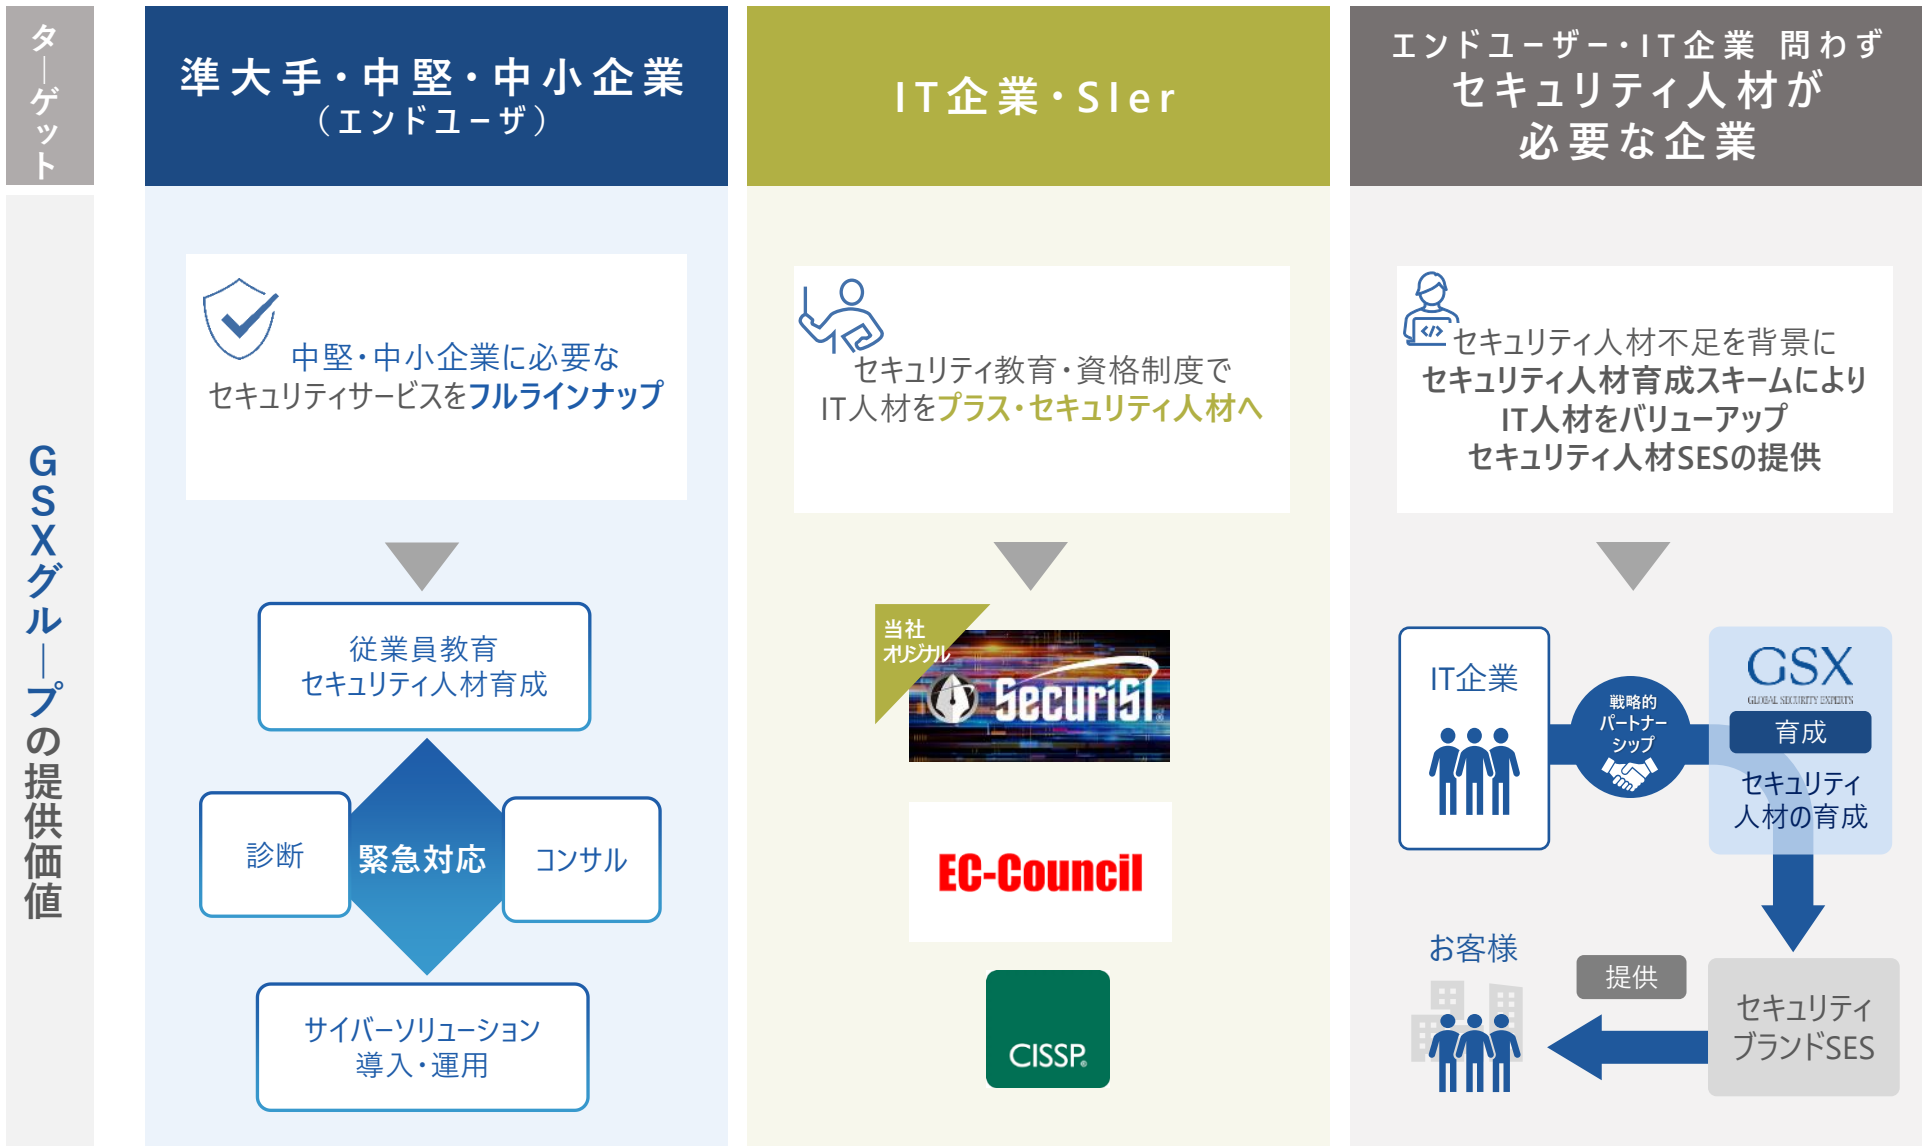 ターゲット
準大手・中堅・中小企業
（エンドユーザ）
IT企業・SIer
エンドユーザー・IT企業 問わず
セキュリティ人材が
必要な企業
GSXグループの提供価値
中堅・中小企業に必要な
セキュリティサービスをフルラインナップ
従業員教育
セキュリティ人材育成
診断
緊急対応
コンサル
サイバーソリューション
導入・運用
セキュリティ教育・資格制度で
IT人材をプラス・セキュリティ人材へ
当社
オリジナル
SecuriST®
EC-Council
CISSP®
セキュリティ人材不足を背景に
セキュリティ人材育成スキームにより
IT人材をバリューアップ
セキュリティ人材SESの提供
IT企業
戦略的
パートナー
シップ
GSX
GLOBAL SECURITY EXPERTS
育成
セキュリティ
人材の育成
お客様
提供
セキュリティ
ブランドSES